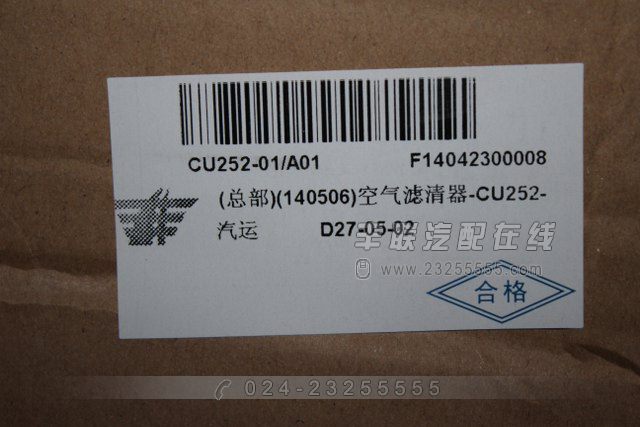 CU252-01/A01 F14042300008
(总部)(140506)空气滤清器-CU252-
汽运 D27-05-02
丰联汽配在线
www.23255555.com
合格
024-23255555